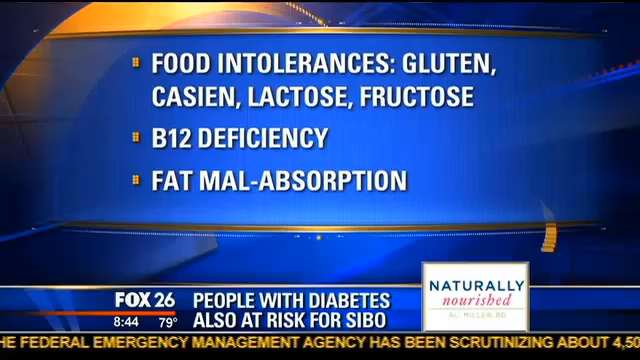 FOOD INTOLERANCES: GLUTEN,
CASIEN, LACTOSE, FRUCTOSE
B12 DEFICIENCY
FAT MAL-ABSORPTION
NATURALLY
nourished
ALI MILLER, RD
FOX 26
PEOPLE WITH DIABETES
8:44 79°
ALSO AT RISK FOR SIBO
HE FEDERAL EMERGENCY MANAGEMENT AGENCY HAS BEEN SCRUTINIZING ABOUT 4,50